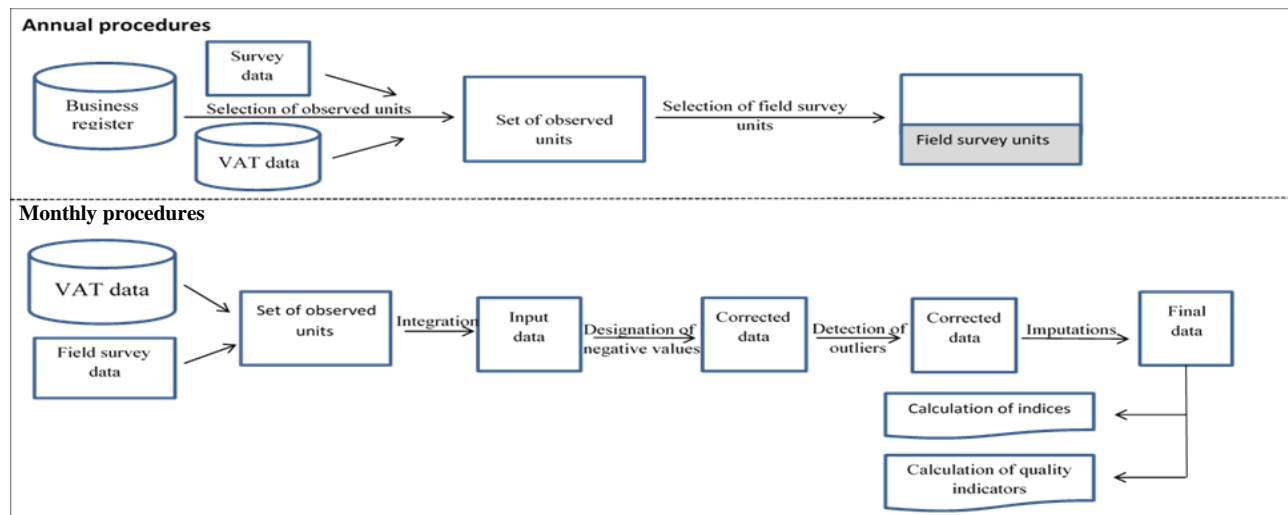 Annual procedures
Survey
data
Business
register
Selection of observed units
VAT data
Set of observed
units
Selection of field survey
units
Field survey units
Monthly procedures
VAT data
Field survey
data
Set of observed
units
Integration
Input
data
Designation of
negative values
Corrected
data
Detection of
outliers
Corrected
data
Imputations
Final
data
Calculation of indices
Calculation of quality
indicators